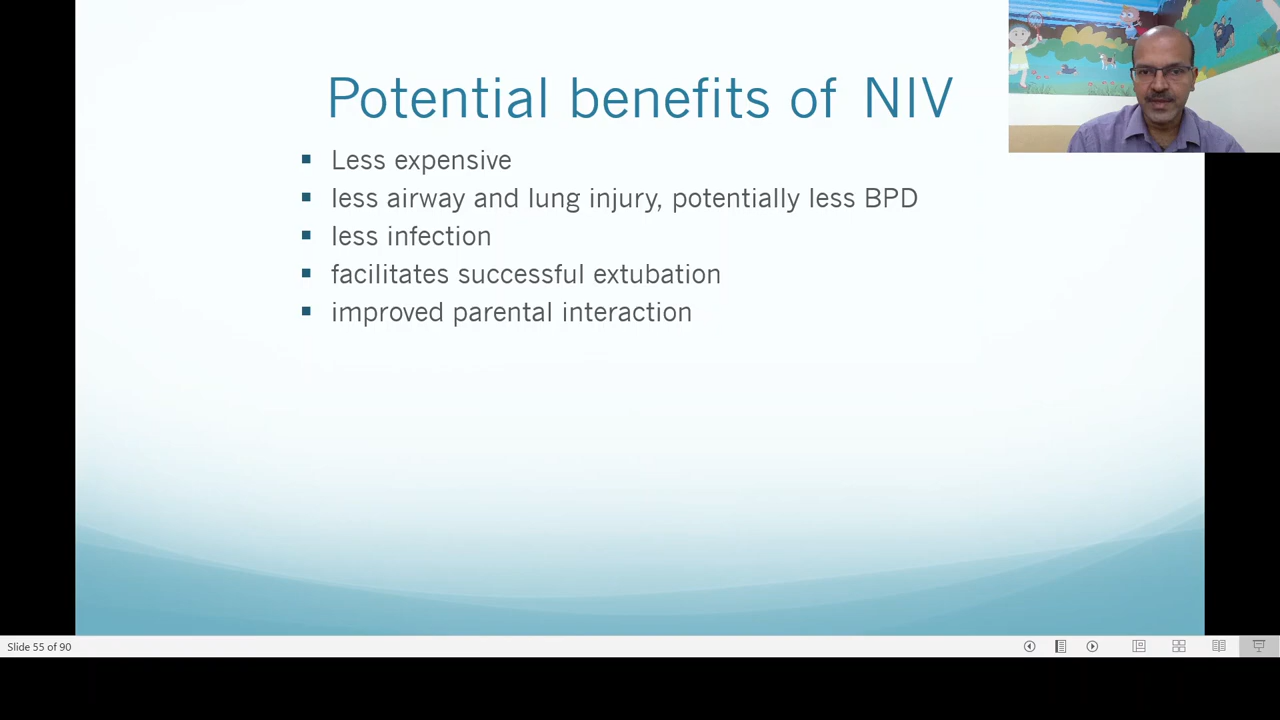 Potential benefits of NIV
Less expensive
less airway and lung injury, potentially less BPD
less infection
facilitates successful extubation
improved parental interaction
Slide 55 of 90